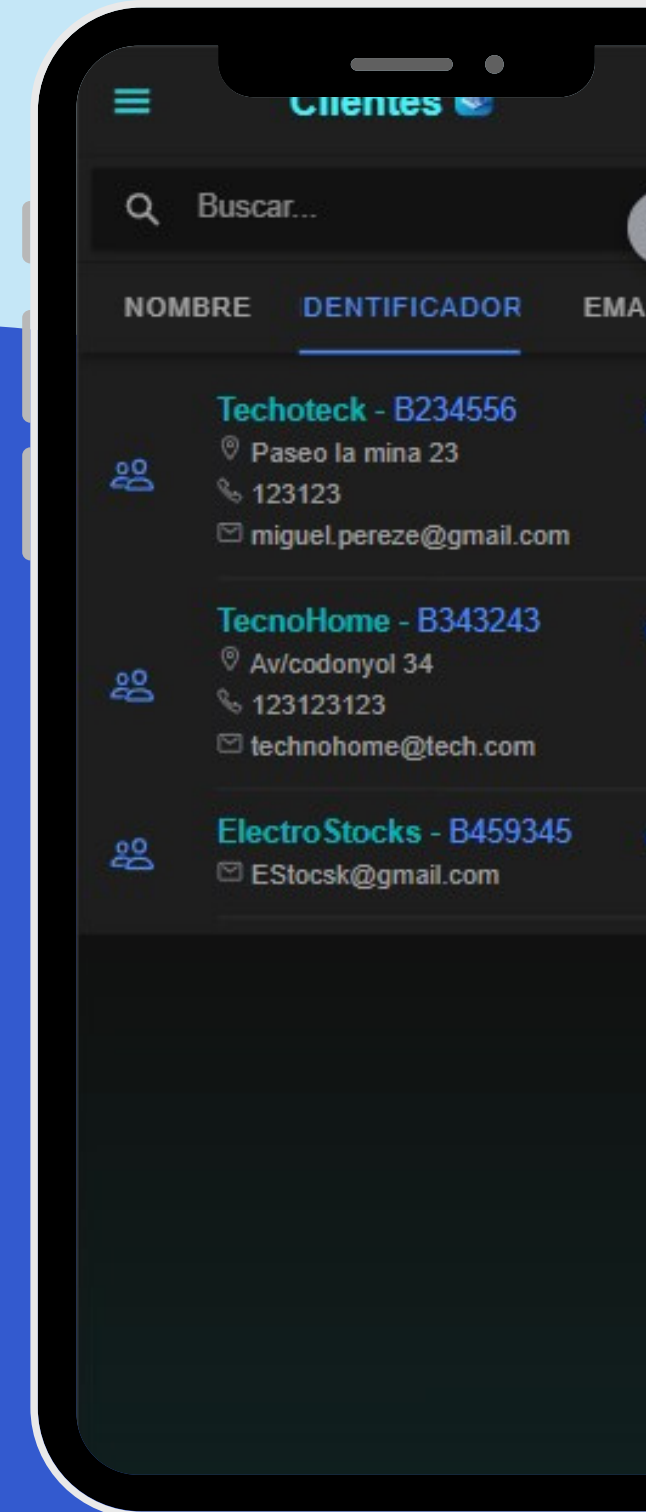 Clientes
Buscar...
NOMBRE DENTIFICADOR EMA
Techoteck - B234556
Paseo la mina 23
123123
miguel.pereze@gmail.com
TecnoHome - B343243
Av/codonyol 34
123123123
technohome@tech.com
ElectroStocks - B459345
EStocsk@gmail.com